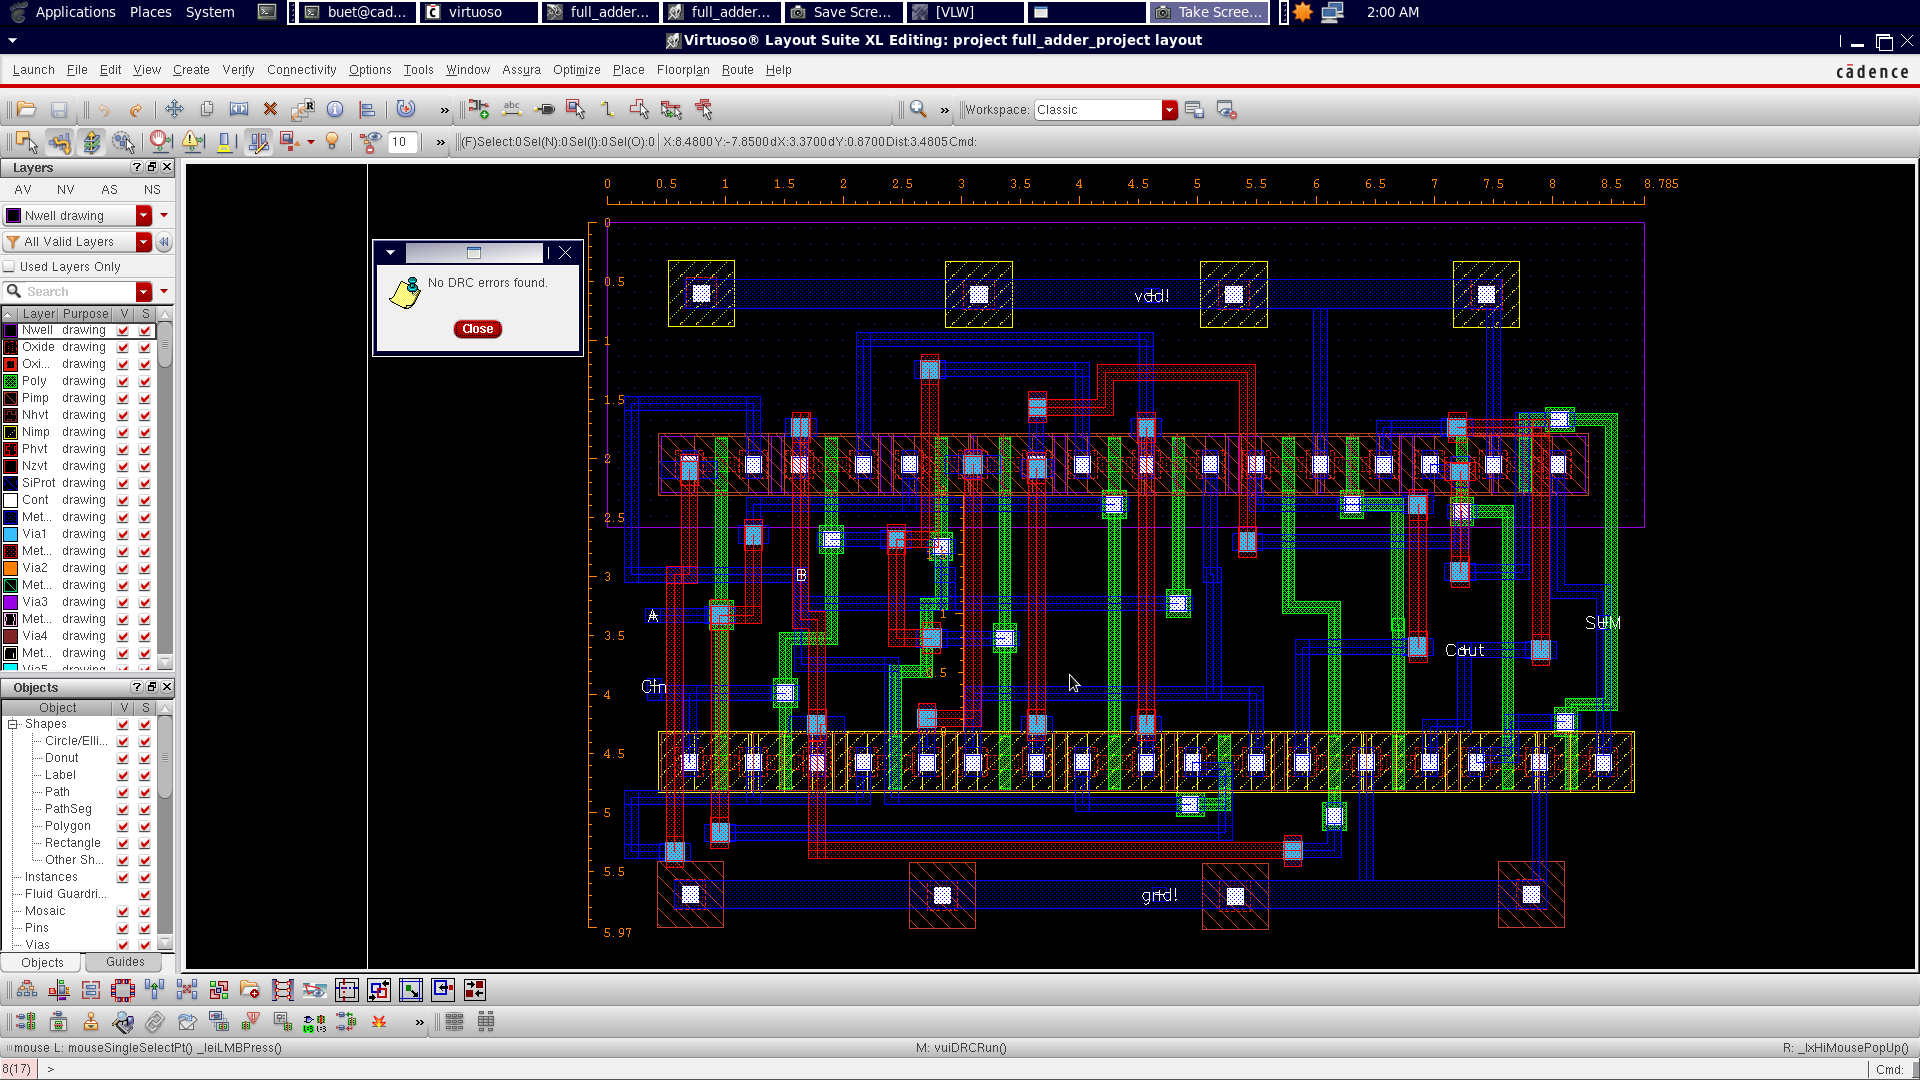 Applications Places System buet@cad... virtuoso full_adder... full_adder... Save Scre... [VLW] Take Scree... 2:00 AM
Virtuoso® Layout Suite XL Editing: project full_adder_project layout
Launch File Edit View Create Verify Connectivity Options Tools Window Assura Optimize Place Floorplan Route Help cādence
» » Workspace: Classic
10 » (F)Select:0 Sel(N):0 Sel(I):0 Sel(O):0 X:8.4800 Y:-7.8500 dX:3.3700 dY:0.8700 Dist:3.4805 Cmd:
Layers
AV NV AS NS
Nwell drawing
All Valid Layers
Used Layers Only
Search
Layer Purpose V S
Nwell drawing
Oxide drawing
Oxi... drawing
Poly drawing
Pimp drawing
Nhvt drawing
Nimp drawing
Phvt drawing
Nzvt drawing
SiProt drawing
Cont drawing
Met... drawing
Via1 drawing
Met... drawing
Via2 drawing
Met... drawing
Via3 drawing
Met... drawing
Via4 drawing
Met... drawing
Via5 drawing
Objects
Object V S
Shapes
Circle/Elli...
Donut
Label
Path
PathSeg
Polygon
Rectangle
Other Sh...
Instances
Fluid Guardri...
Mosaic
Pins
Vias
Objects Guides
0 0.5 1 1.5 2 2.5 3 3.5 4 4.5 5 5.5 6 6.5 7 7.5 8 8.5 8.785
0
0.5
1
1.5
2
2.5
3
3.5
4
4.5
5
5.5
5.97
No DRC errors found.
Close
vdd!
B
A
Cin
SUM
Cout
gnd!
»
mouse L: mouseSingleSelectPt() _leiLMBPress() M: vuiDRCRun() R: _lxHiMousePopUp()
8(17) > Cmd: